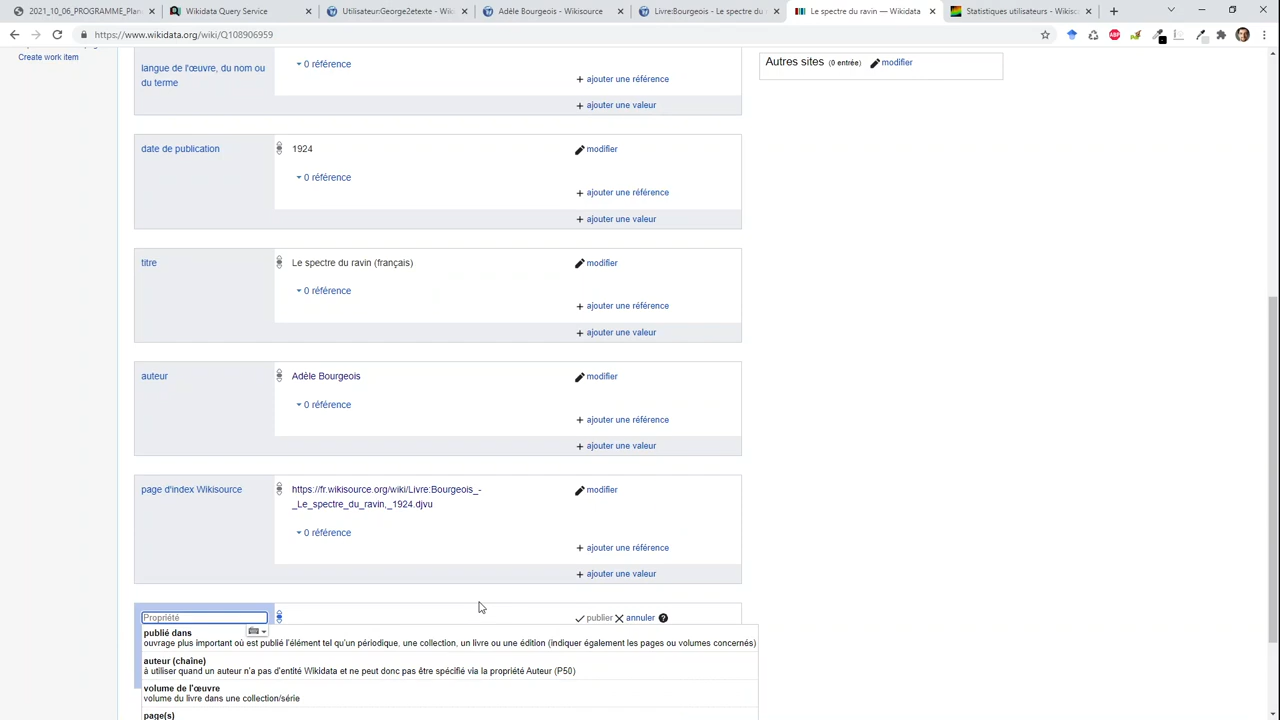 2021_10_06_PROGRAMME_Plan
Wikidata Query Service
Utilisateur:George2etexte - Wiki
Adèle Bourgeois - Wikisource
Livre:Bourgeois - Le spectre du
Le spectre du ravin — Wikidata
Statistiques utilisateurs - Wikisc
https://www.wikidata.org/wiki/Q108906959
Create work item
langue de l'œuvre, du nom ou
du terme
0 référence
+ ajouter une référence
+ ajouter une valeur
Autres sites (0 entrée) modifier
date de publication
1924
modifier
0 référence
+ ajouter une référence
+ ajouter une valeur
titre
Le spectre du ravin (français)
modifier
0 référence
+ ajouter une référence
+ ajouter une valeur
auteur
Adèle Bourgeois
modifier
0 référence
+ ajouter une référence
+ ajouter une valeur
page d'index Wikisource
https://fr.wikisource.org/wiki/Livre:Bourgeois_-
_Le_spectre_du_ravin,_1924.djvu
modifier
0 référence
+ ajouter une référence
+ ajouter une valeur
Propriété
publier annuler
publié dans
ouvrage plus important où est publié l'élément tel qu'un périodique, une collection, un livre ou une édition (indiquer également les pages ou volumes concernés)
auteur (chaîne)
à utiliser quand un auteur n'a pas d'entité Wikidata et ne peut donc pas être spécifié via la propriété Auteur (P50)
volume de l'œuvre
volume du livre dans une collection/série
page(s)